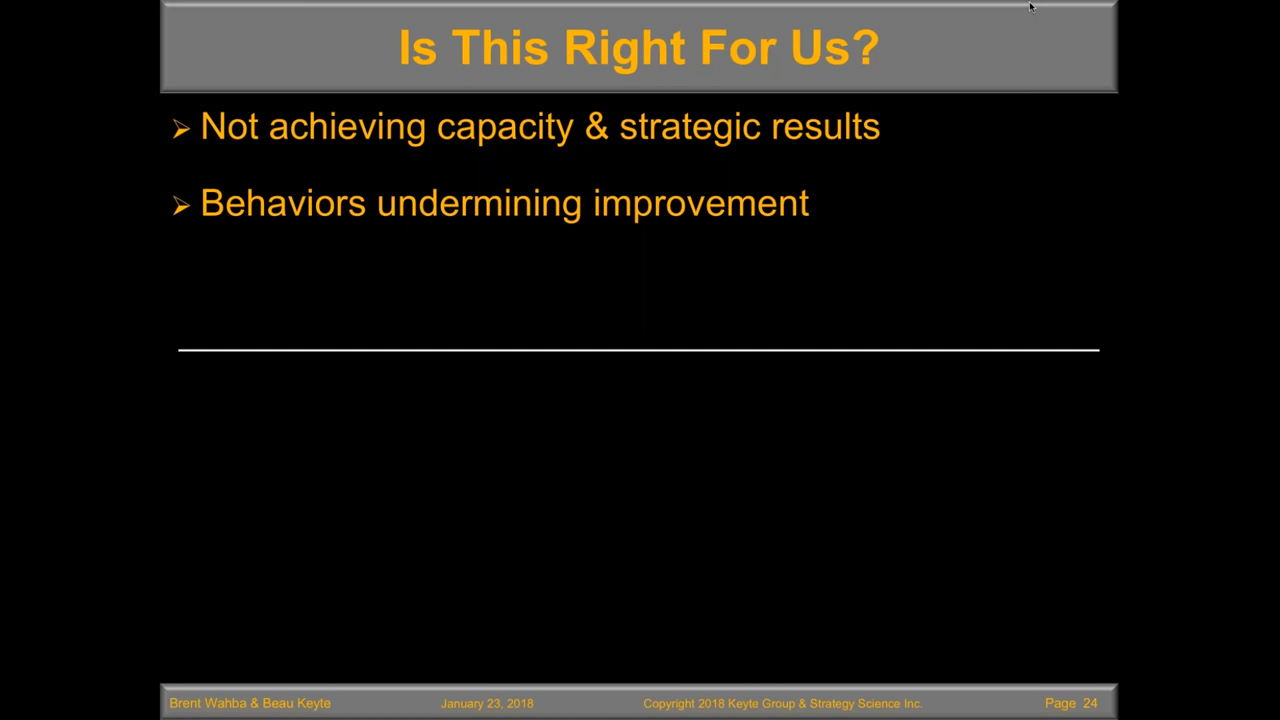 Is This Right For Us?
➢ Not achieving capacity & strategic results
➢ Behaviors undermining improvement
Brent Wahba & Beau Keyte January 23, 2018 Copyright 2018 Keyte Group & Strategy Science Inc. Page 24